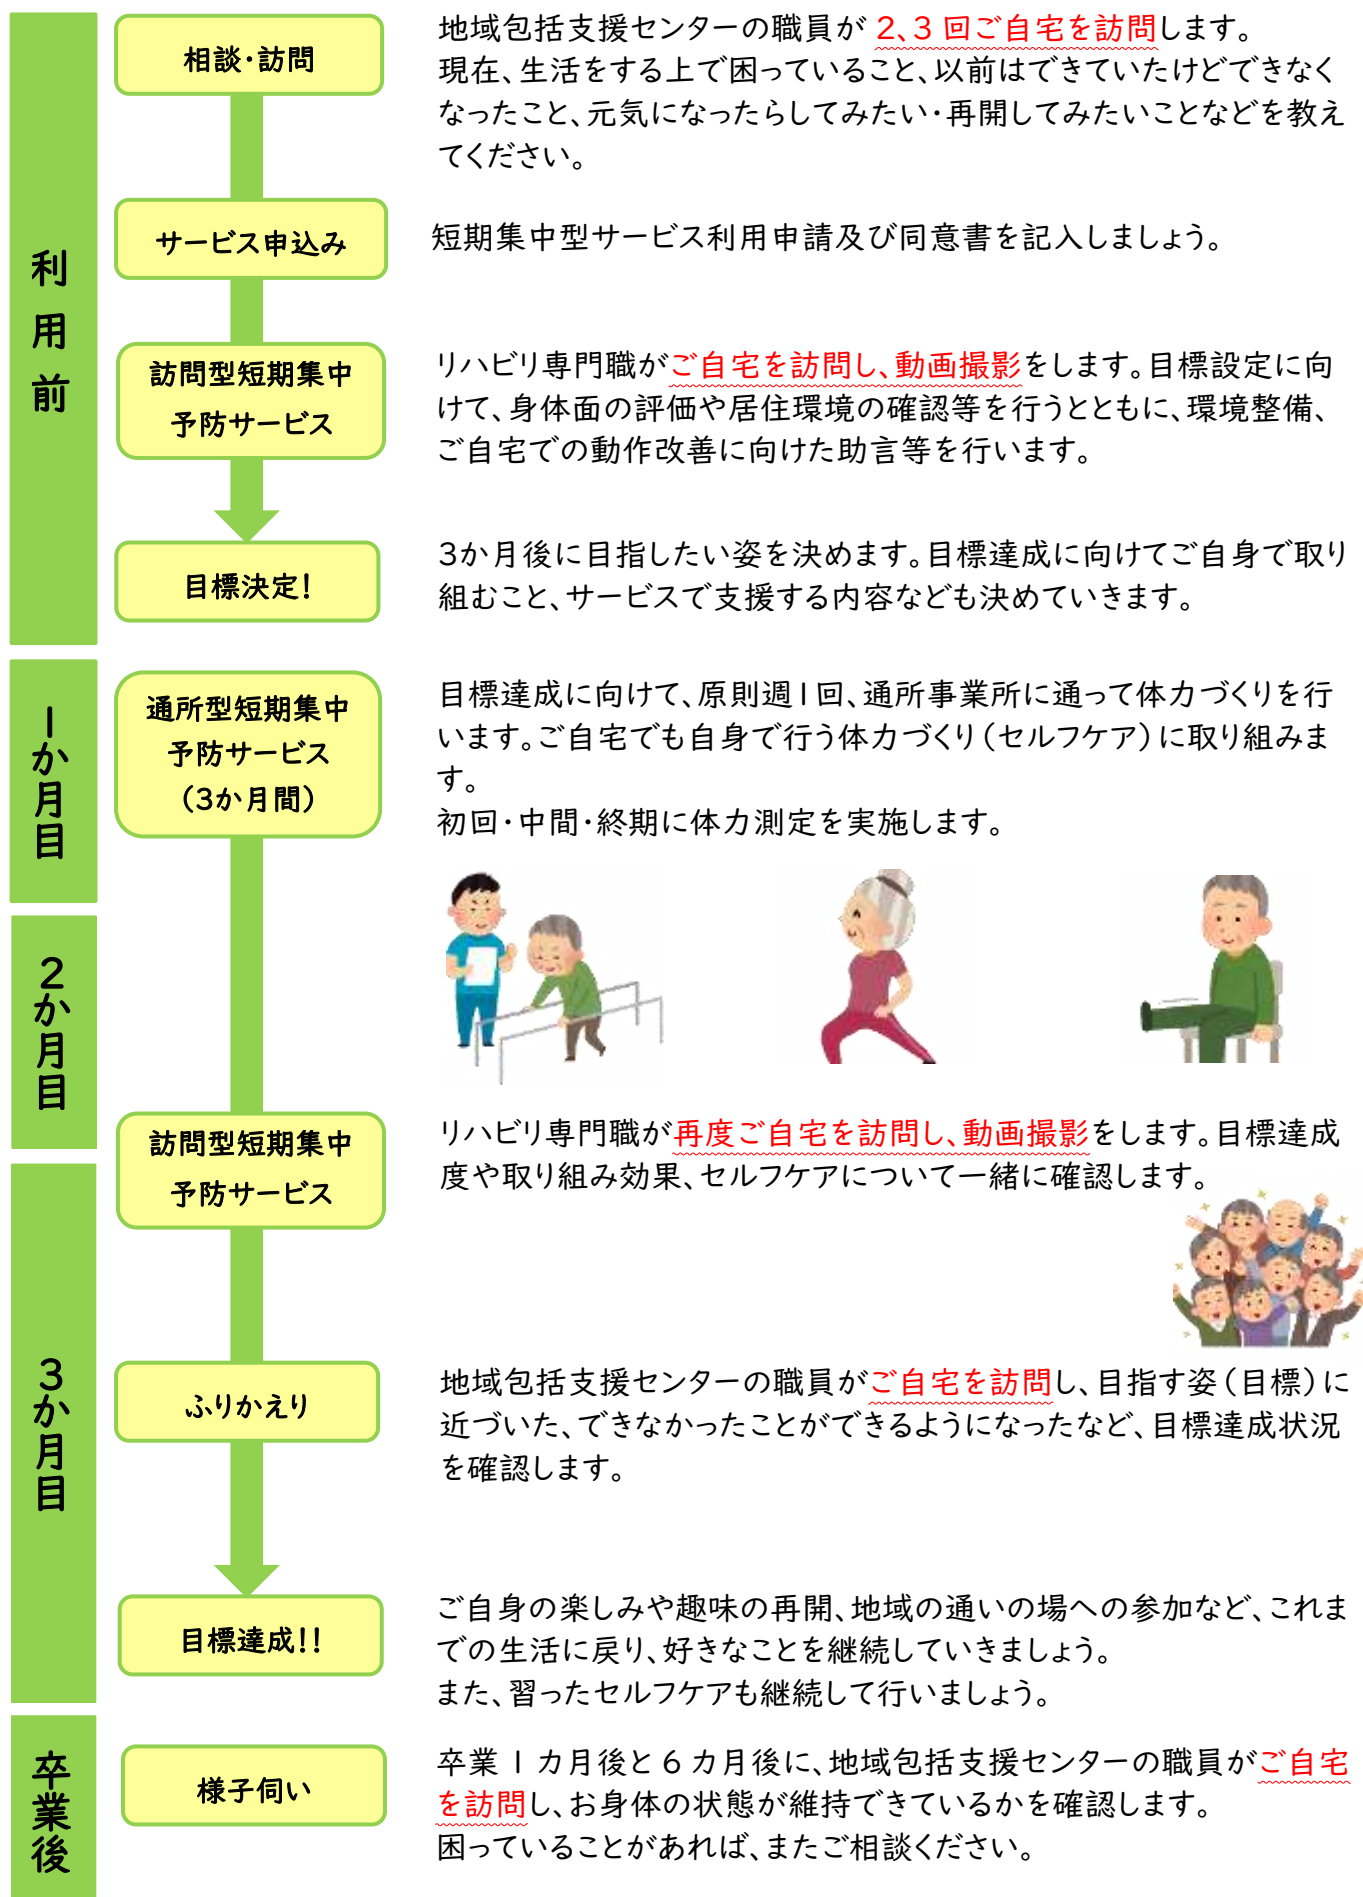 利用前
相談・訪問
地域包括支援センターの職員が 2、3 回ご自宅を訪問します。
現在、生活をする上で困っていること、以前はできていたけどできなく
なったこと、元気になったらしてみたい・再開してみたいことなどを教え
てください。
サービス申込み
短期集中型サービス利用申請及び同意書を記入しましょう。
訪問型短期集中
予防サービス
リハビリ専門職がご自宅を訪問し、動画撮影をします。目標設定に向
けて、身体面の評価や居住環境の確認等を行うとともに、環境整備、
ご自宅での動作改善に向けた助言等を行います。
目標決定!
3か月後に目指したい姿を決めます。目標達成に向けてご自身で取り
組むこと、サービスで支援する内容なども決めていきます。
1か月目
通所型短期集中
予防サービス
(3か月間)
目標達成に向けて、原則週1回、通所事業所に通って体力づくりを行
います。ご自宅でも自身で行う体力づくり(セルフケア)に取り組みま
す。
初回・中間・終期に体力測定を実施します。
2か月目
訪問型短期集中
予防サービス
リハビリ専門職が再度ご自宅を訪問し、動画撮影をします。目標達成
度や取り組み効果、セルフケアについて一緒に確認します。
3か月目
ふりかえり
地域包括支援センターの職員がご自宅を訪問し、目指す姿(目標)に
近づいた、できなかったことができるようになったなど、目標達成状況
を確認します。
目標達成!!
ご自身の楽しみや趣味の再開、地域の通いの場への参加など、これま
での生活に戻り、好きなことを継続していきましょう。
また、習ったセルフケアも継続して行いましょう。
卒業後
様子伺い
卒業 1 カ月後と 6 カ月後に、地域包括支援センターの職員がご自宅
を訪問し、お身体の状態が維持できているかを確認します。
困っていることがあれば、またご相談ください。